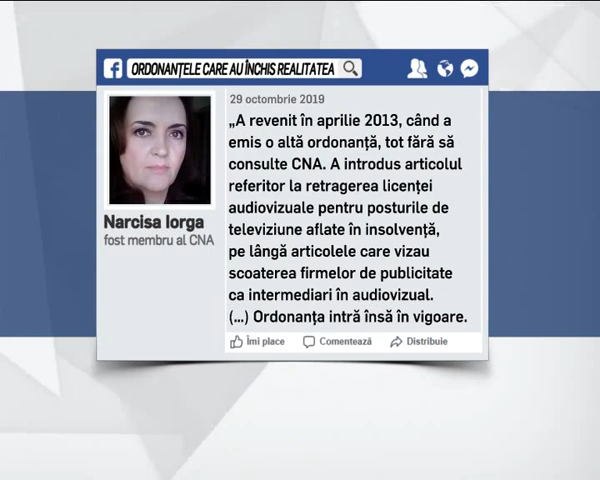 ORDONANȚELE CARE AU ÎNCHIS REALITATEA
29 octombrie 2019
„A revenit în aprilie 2013, când a
emis o altă ordonanță, tot fără să
consulte CNA. A introdus articolul
referitor la retragerea licenței
audiovizuale pentru posturile de
televiziune aflate în insolvență,
pe lângă articolele care vizau
scoaterea firmelor de publicitate
ca intermediari în audiovizual.
(...) Ordonanța intră însă în vigoare.
Narcisa Iorga
fost membru al CNA
Îmi place Comentează Distribuie